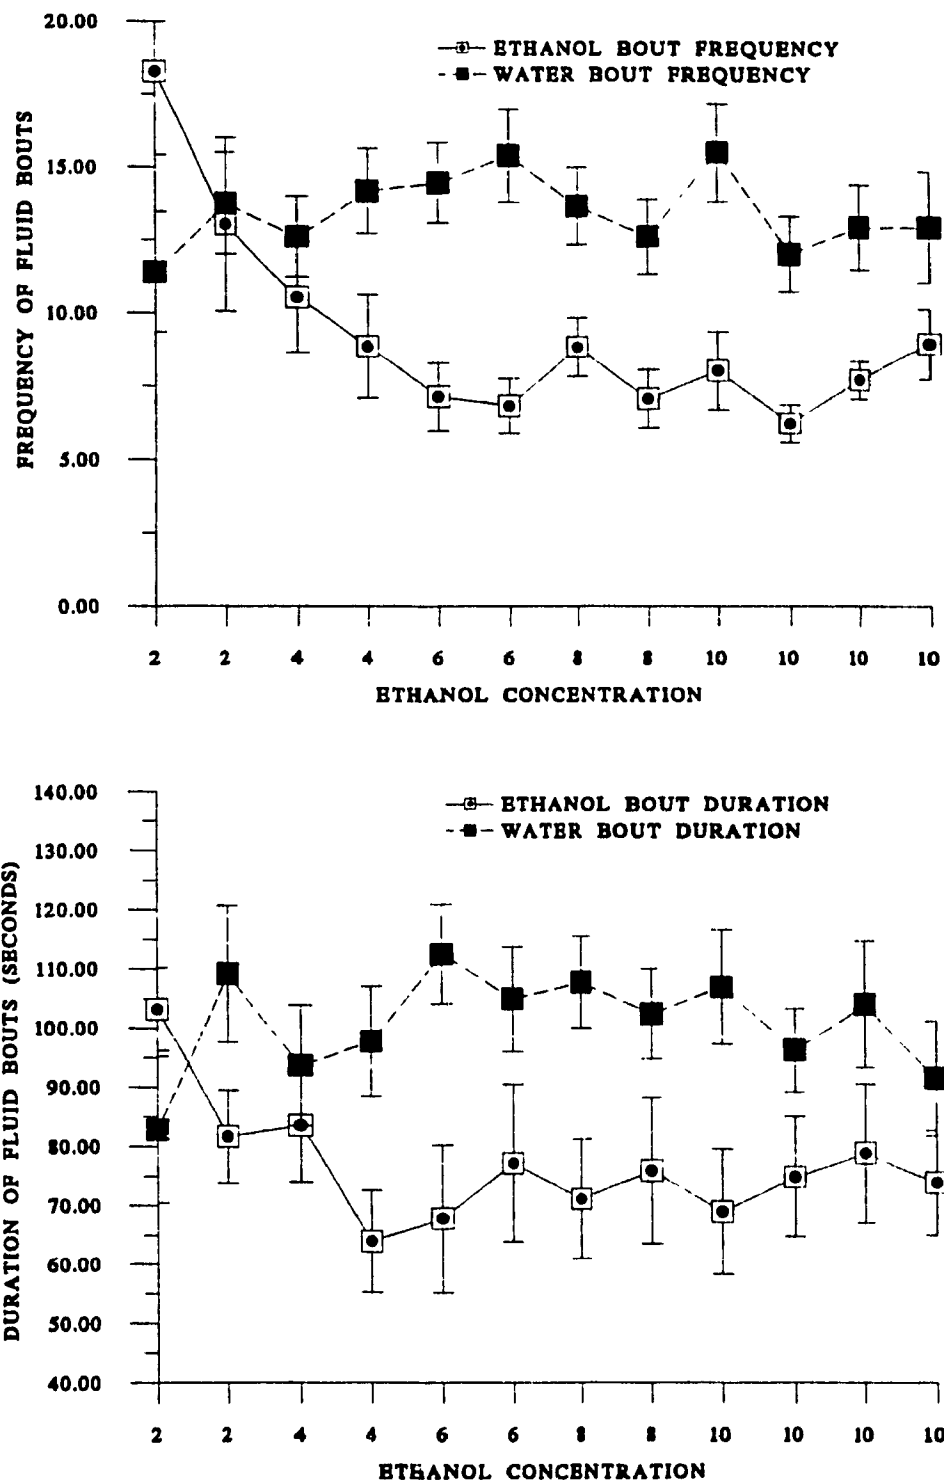 20.00
15.00
10.00
5.00
0.00
FREQUENCY OF FLUID BOUTS
ETHANOL BOUT FREQUENCY
WATER BOUT FREQUENCY
2 2 4 4 6 6 8 8 10 10 10 10
ETHANOL CONCENTRATION
140.00
130.00
120.00
110.00
100.00
90.00
80.00
70.00
60.00
50.00
40.00
DURATION OF FLUID BOUTS (SECONDS)
ETHANOL BOUT DURATION
WATER BOUT DURATION
2 2 4 4 6 6 8 8 10 10 10 10
ETHANOL CONCENTRATION